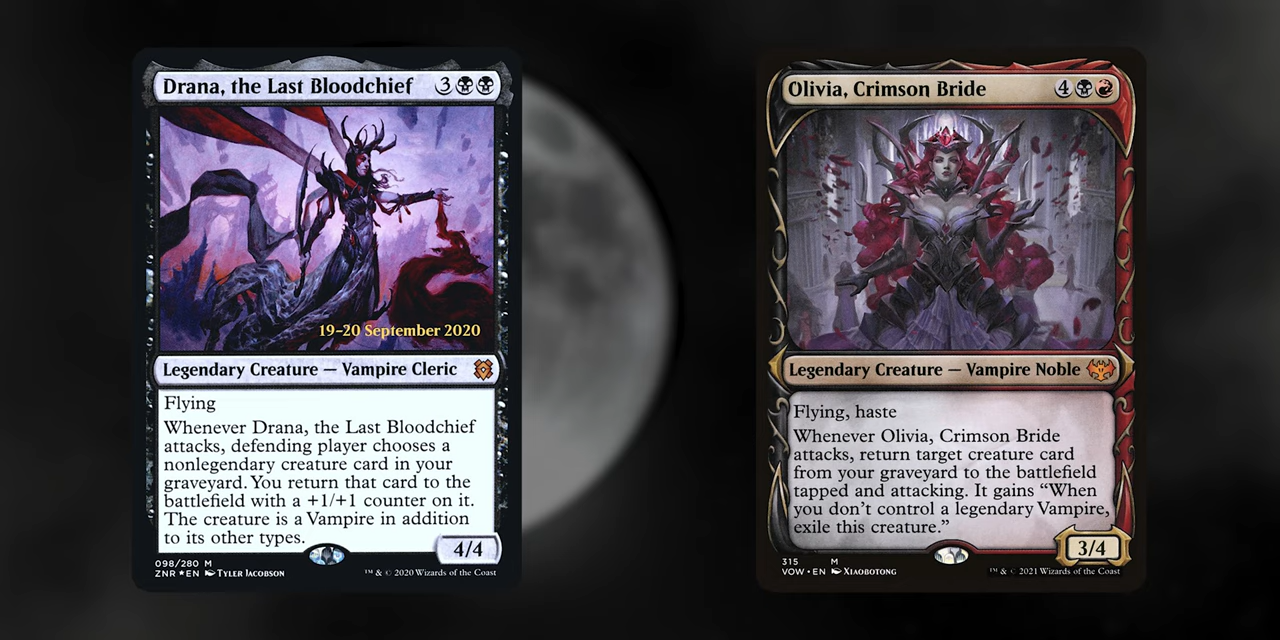 Drana, the Last Bloodchief 3
19-20 September 2020
Legendary Creature — Vampire Cleric
Flying
Whenever Drana, the Last Bloodchief
attacks, defending player chooses a
nonlegendary creature card in your
graveyard. You return that card to the
battlefield with a +1/+1 counter on it.
The creature is a Vampire in addition
to its other types.
4/4
098/280 M
ZNR ★ EN Tyler Jacobson
™ & © 2020 Wizards of the Coast
Olivia, Crimson Bride 4
Legendary Creature — Vampire Noble
Flying, haste
Whenever Olivia, Crimson Bride
attacks, return target creature card
from your graveyard to the battlefield
tapped and attacking. It gains “When
you don’t control a legendary Vampire,
exile this creature.”
3/4
315 M
VOW • EN Xiaobotong
™ & © 2021 Wizards of the Coast